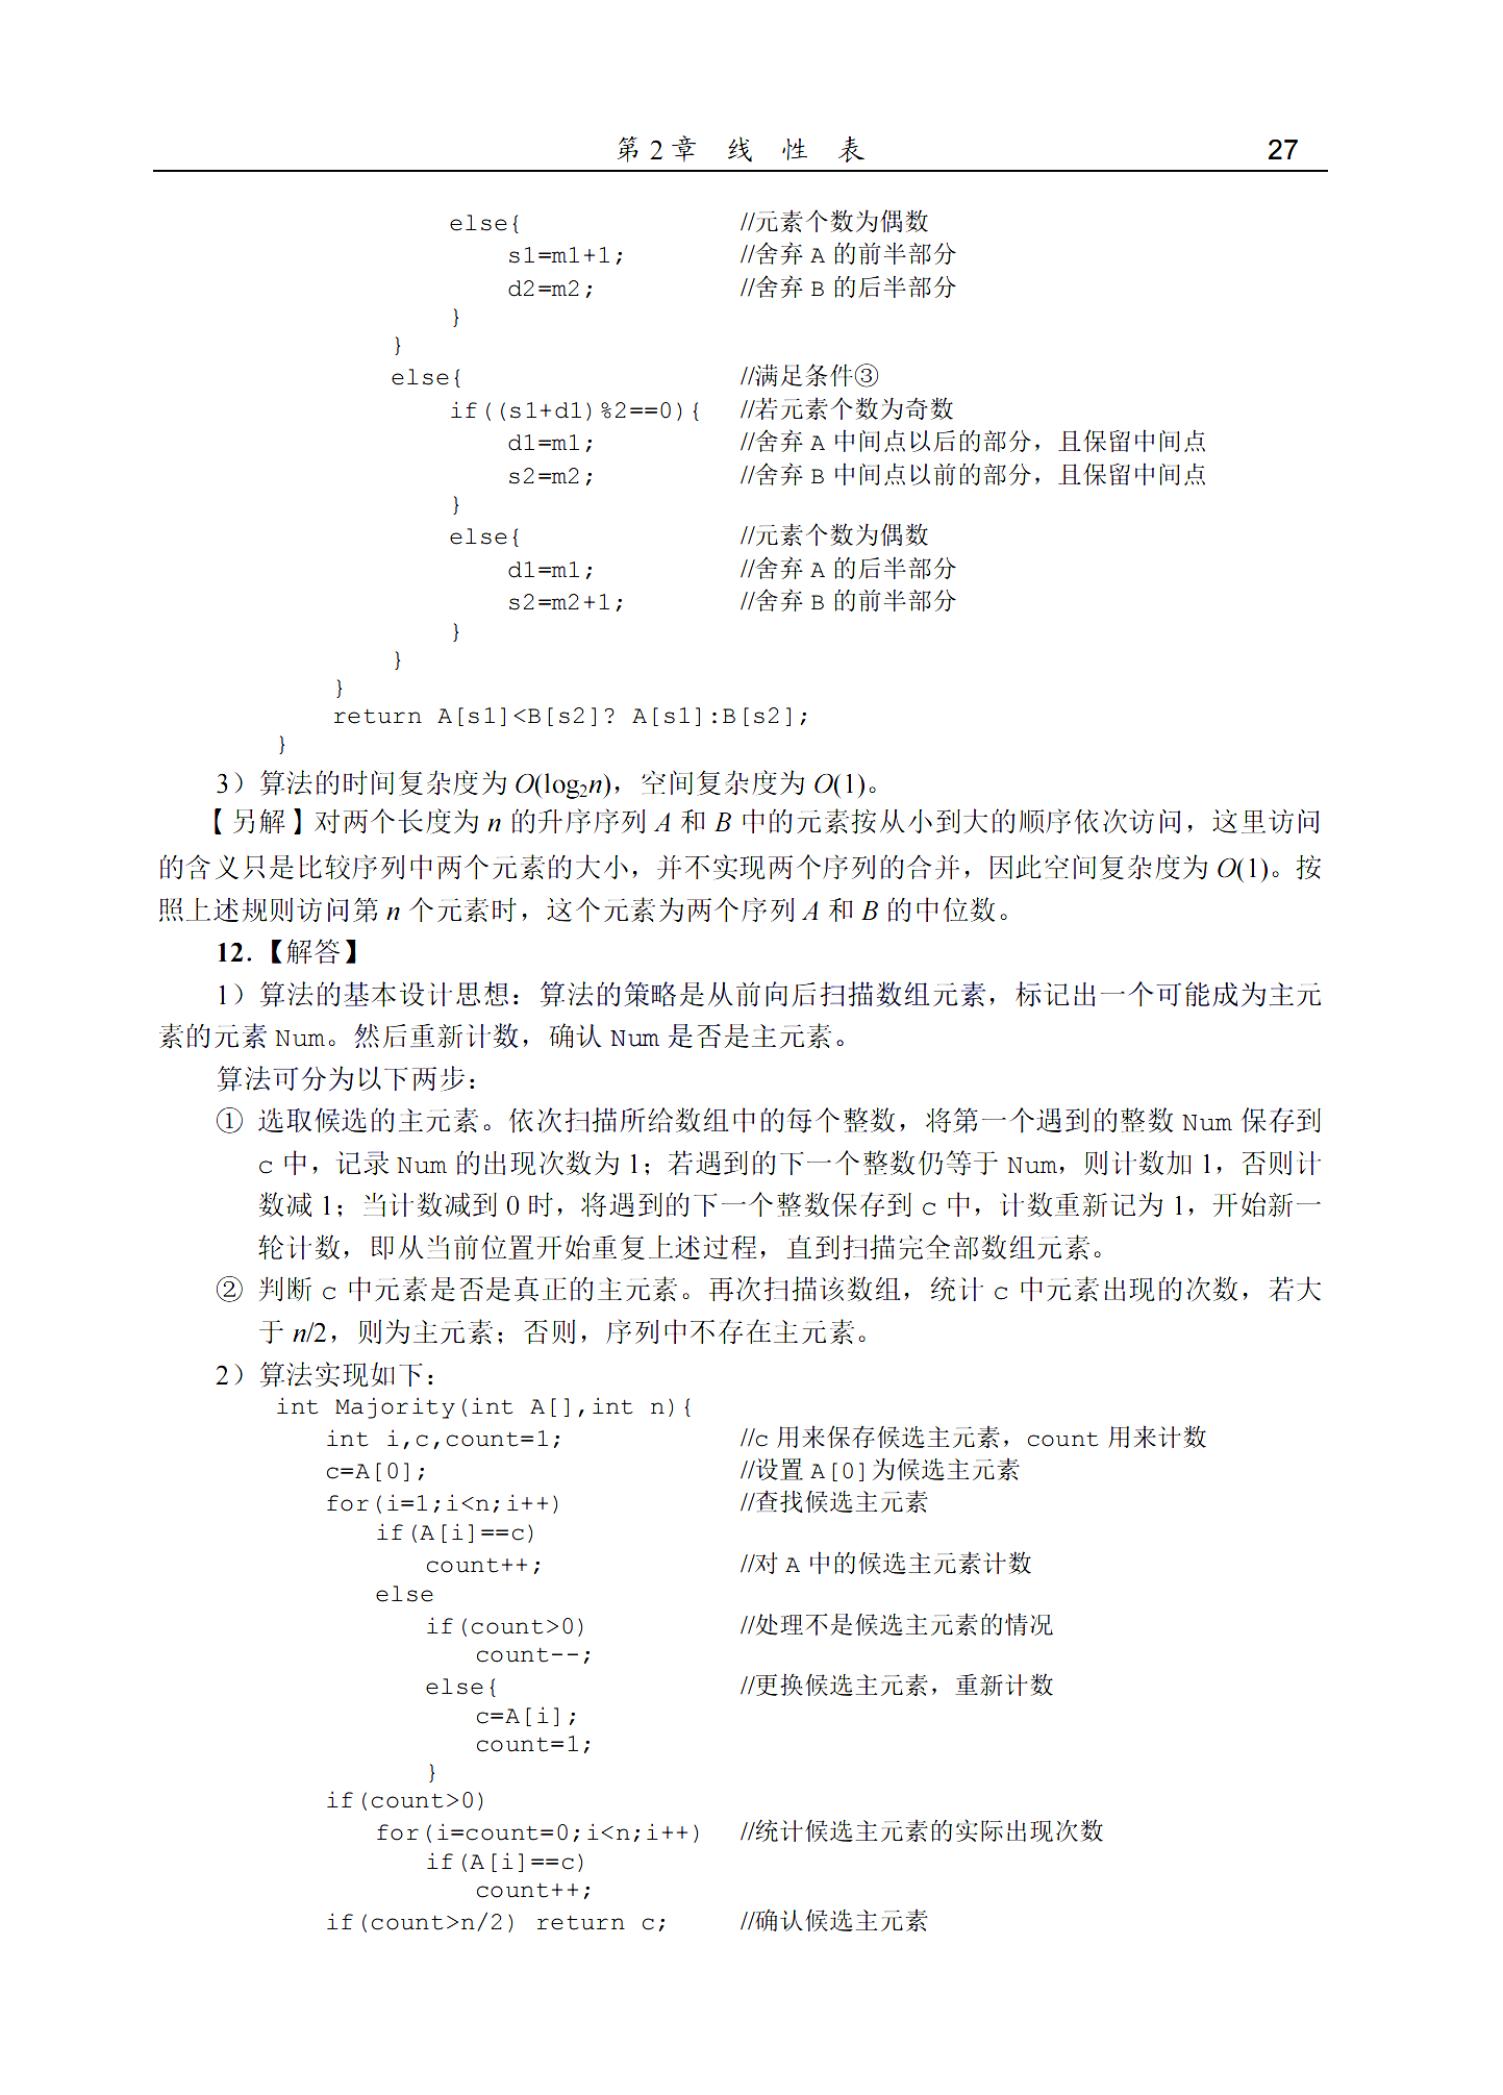 第 2 章 线 性 表 27
else{ //元素个数为偶数
s1=m1+1; //舍弃 A 的前半部分
d2=m2; //舍弃 B 的后半部分
}
}
else{ //满足条件③
if((s1+d1)%2==0){ //若元素个数为奇数
d1=m1; //舍弃 A 中间点以后的部分，且保留中间点
s2=m2; //舍弃 B 中间点以前的部分，且保留中间点
}
else{ //元素个数为偶数
d1=m1; //舍弃 A 的后半部分
s2=m2+1; //舍弃 B 的前半部分
}
}
}
return A[s1]<B[s2]? A[s1]:B[s2];
}
3）算法的时间复杂度为 O(log₂n)，空间复杂度为 O(1)。
【另解】对两个长度为 n 的升序序列 A 和 B 中的元素按从小到大的顺序依次访问，这里访问
的含义只是比较序列中两个元素的大小，并不实现两个序列的合并，因此空间复杂度为 O(1)。按
照上述规则访问第 n 个元素时，这个元素为两个序列 A 和 B 的中位数。
12.【解答】
1）算法的基本设计思想：算法的策略是从前向后扫描数组元素，标记出一个可能成为主元
素的元素 Num。然后重新计数，确认 Num 是否是主元素。
算法可分为以下两步：
① 选取候选的主元素。依次扫描所给数组中的每个整数，将第一个遇到的整数 Num 保存到
c 中，记录 Num 的出现次数为 1；若遇到的下一个整数仍等于 Num，则计数加 1，否则计
数减 1；当计数减到 0 时，将遇到的下一个整数保存到 c 中，计数重新记为 1，开始新一
轮计数，即从当前位置开始重复上述过程，直到扫描完全部数组元素。
② 判断 c 中元素是否是真正的主元素。再次扫描该数组，统计 c 中元素出现的次数，若大
于 n/2，则为主元素；否则，序列中不存在主元素。
2）算法实现如下：
int Majority(int A[],int n){
int i,c,count=1; //c 用来保存候选主元素，count 用来计数
c=A[0]; //设置 A[0]为候选主元素
for(i=1;i<n;i++) //查找候选主元素
if(A[i]==c)
count++; //对 A 中的候选主元素计数
else
if(count>0) //处理不是候选主元素的情况
count--;
else{ //更换候选主元素，重新计数
c=A[i];
count=1;
}
if(count>0)
for(i=count=0;i<n;i++) //统计候选主元素的实际出现次数
if(A[i]==c)
count++;
if(count>n/2) return c; //确认候选主元素